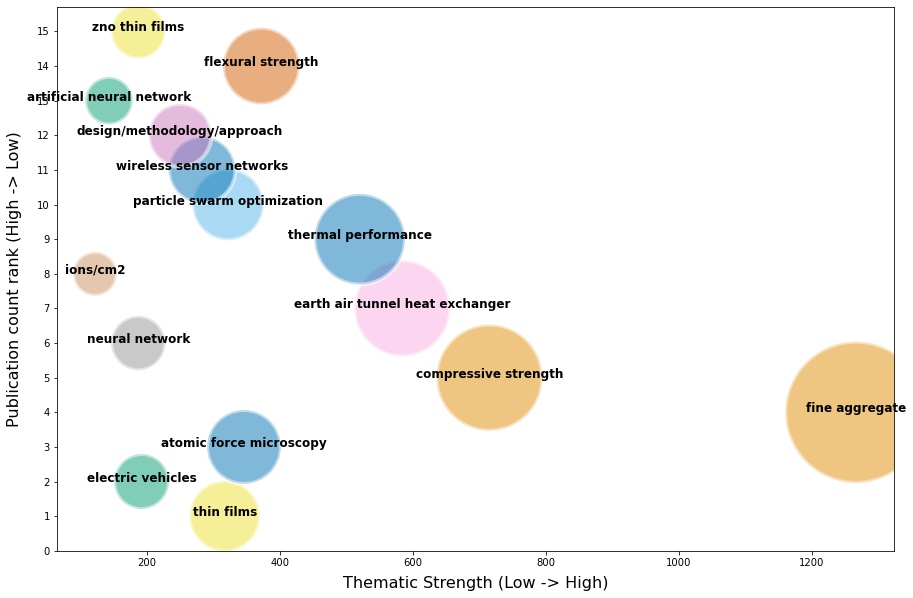 15
zno thin films
14
flexural strength
13
artificial neural network
12
design/methodology/approach
11
wireless sensor networks
10
particle swarm optimization
9
thermal performance
8
ions/cm2
7
earth air tunnel heat exchanger
6
neural network
5
compressive strength
4
fine aggregate
3
atomic force microscopy
2
electric vehicles
1
thin films
0
200
400
600
800
1000
1200
Publication count rank (High -> Low)
Thematic Strength (Low -> High)